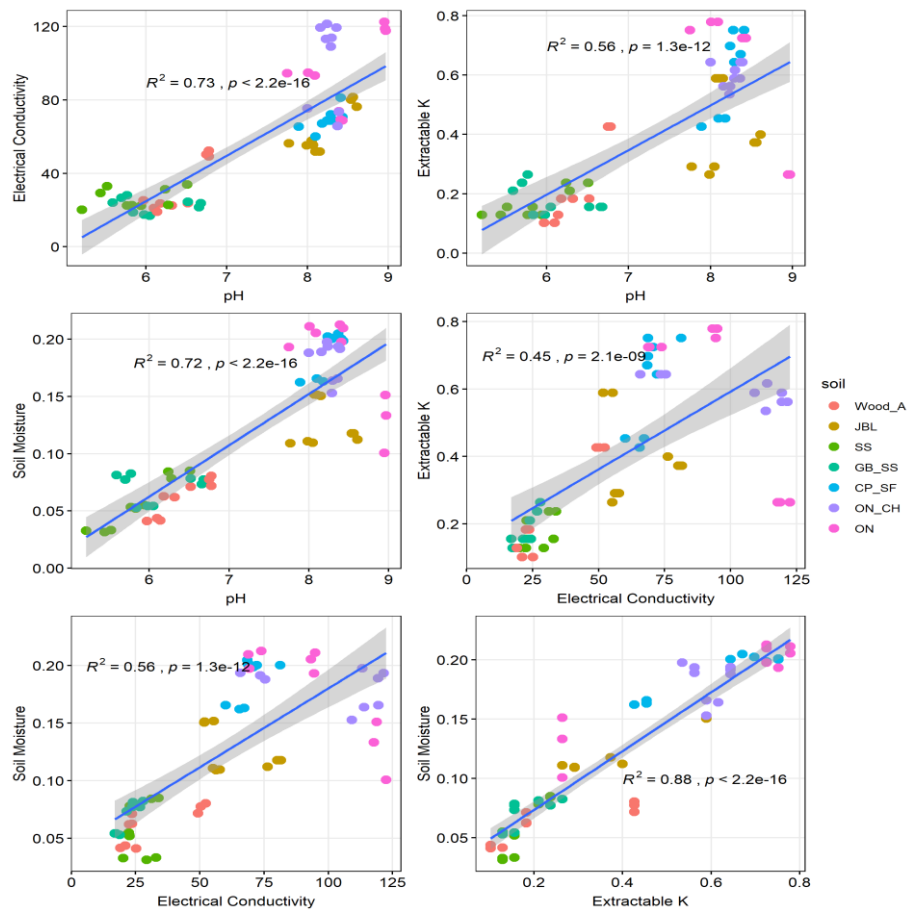 120
80
40
0
Electrical Conductivity
R² = 0.73 , p < 2.2e-16
6
7
8
9
pH
0.8
0.6
0.4
0.2
0.0
Extractable K
R² = 0.56 , p = 1.3e-12
6
7
8
9
pH
0.20
0.15
0.10
0.05
0.00
Soil Moisture
R² = 0.72 , p < 2.2e-16
6
7
8
9
pH
0.8
0.6
0.4
0.2
0.0
Extractable K
R² = 0.45 , p = 2.1e-09
0
25
50
75
100
125
Electrical Conductivity
soil
Wood_A
JBL
SS
GB_SS
CP_SF
ON_CH
ON
0.20
0.15
0.10
0.05
Soil Moisture
R² = 0.56 , p = 1.3e-12
0
25
50
75
100
125
Electrical Conductivity
0.20
0.15
0.10
0.05
Soil Moisture
R² = 0.88 , p < 2.2e-16
0.2
0.4
0.6
0.8
Extractable K